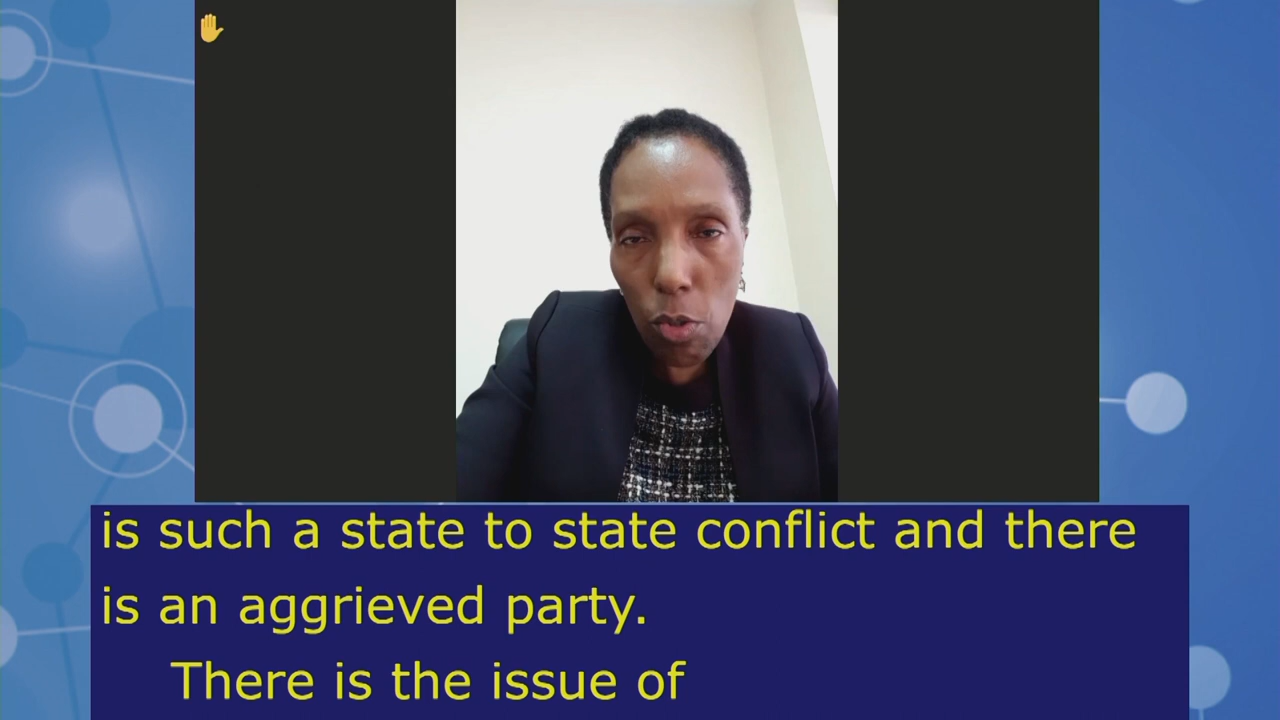 is such a state to state conflict and there
is an aggrieved party.
There is the issue of